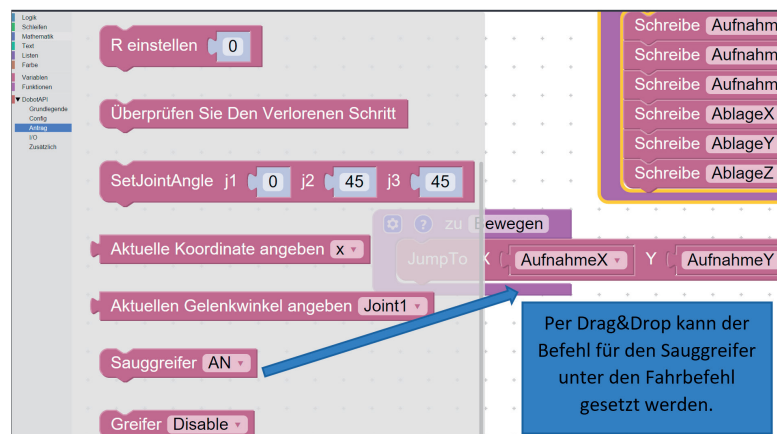 Logik
Schleifen
Mathematik
Text
Listen
Farbe
Variablen
Funktionen
DobotAPI
Grundlegende
Config
Antrag
I/O
Zusätzlich
R einstellen 0
Überprüfen Sie Den Verlorenen Schritt
SetJointAngle j1 0 j2 45 j3 45
Aktuelle Koordinate angeben x
Aktuellen Gelenkwinkel angeben Joint1
Sauggreifer AN
Greifer Disable
Schreibe Aufnahm
Schreibe Aufnahm
Schreibe Aufnahm
Schreibe AblageX
Schreibe AblageY
Schreibe AblageZ
? zu Bewegen
JumpTo X AufnahmeX Y AufnahmeY
Per Drag&Drop kann der
Befehl für den Sauggreifer
unter den Fahrbefehl
gesetzt werden.